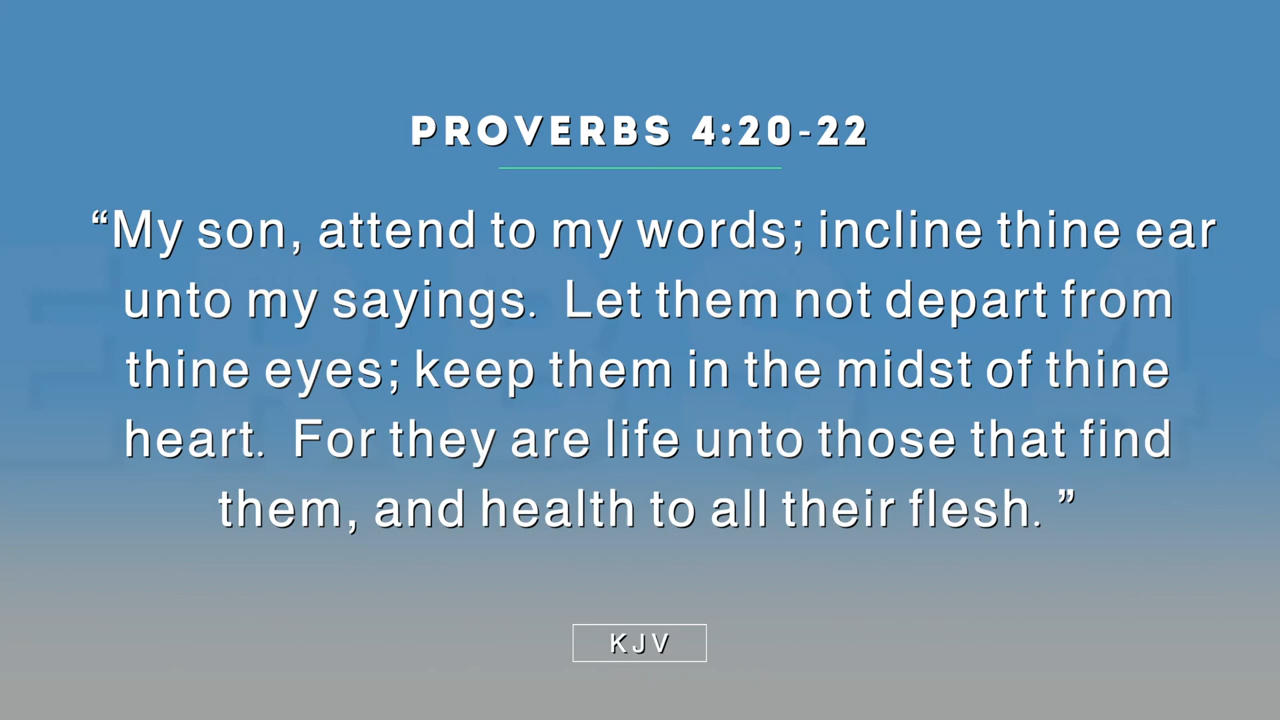 PROVERBS 4:20-22
“My son, attend to my words; incline thine ear
unto my sayings.  Let them not depart from
thine eyes; keep them in the midst of thine
heart.  For they are life unto those that find
them, and health to all their flesh. ”
KJV